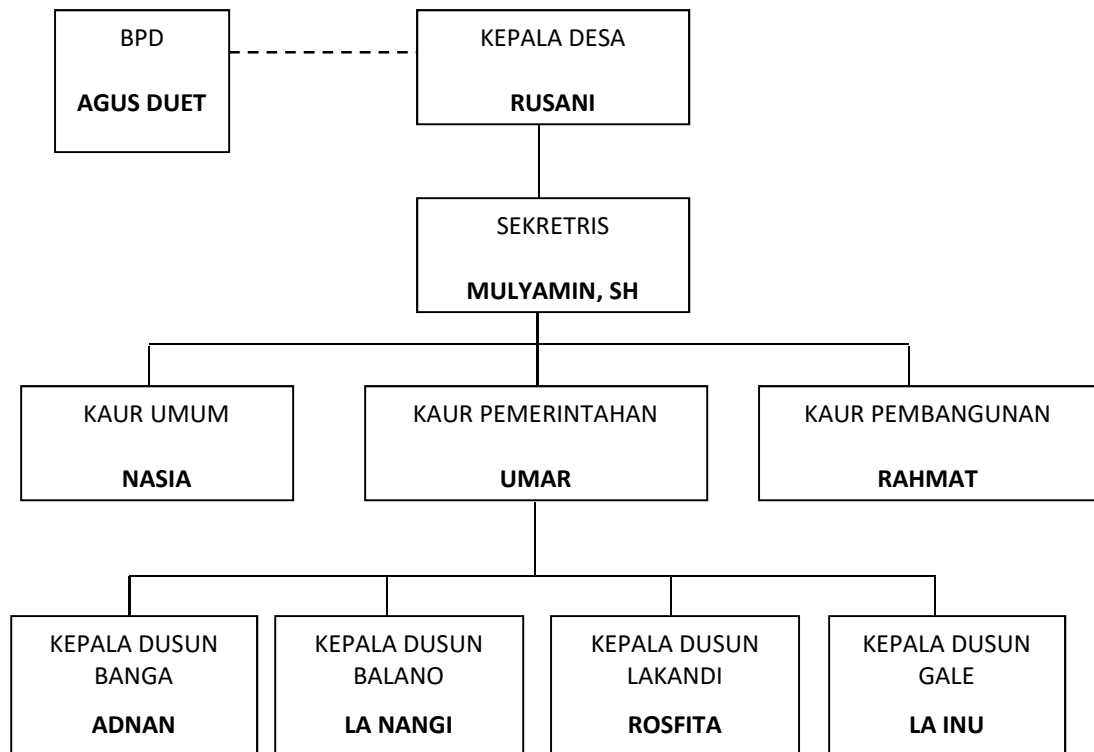 BPD
AGUS DUET
KEPALA DESA
RUSANI
SEKRETRIS
MULYAMIN, SH
KAUR UMUM
NASIA
KAUR PEMERINTAHAN
UMAR
KAUR PEMBANGUNAN
RAHMAT
KEPALA DUSUN
BANGA
ADNAN
KEPALA DUSUN
BALANO
LA NANGI
KEPALA DUSUN
LAKANDI
ROSFITA
KEPALA DUSUN
GALE
LA INU